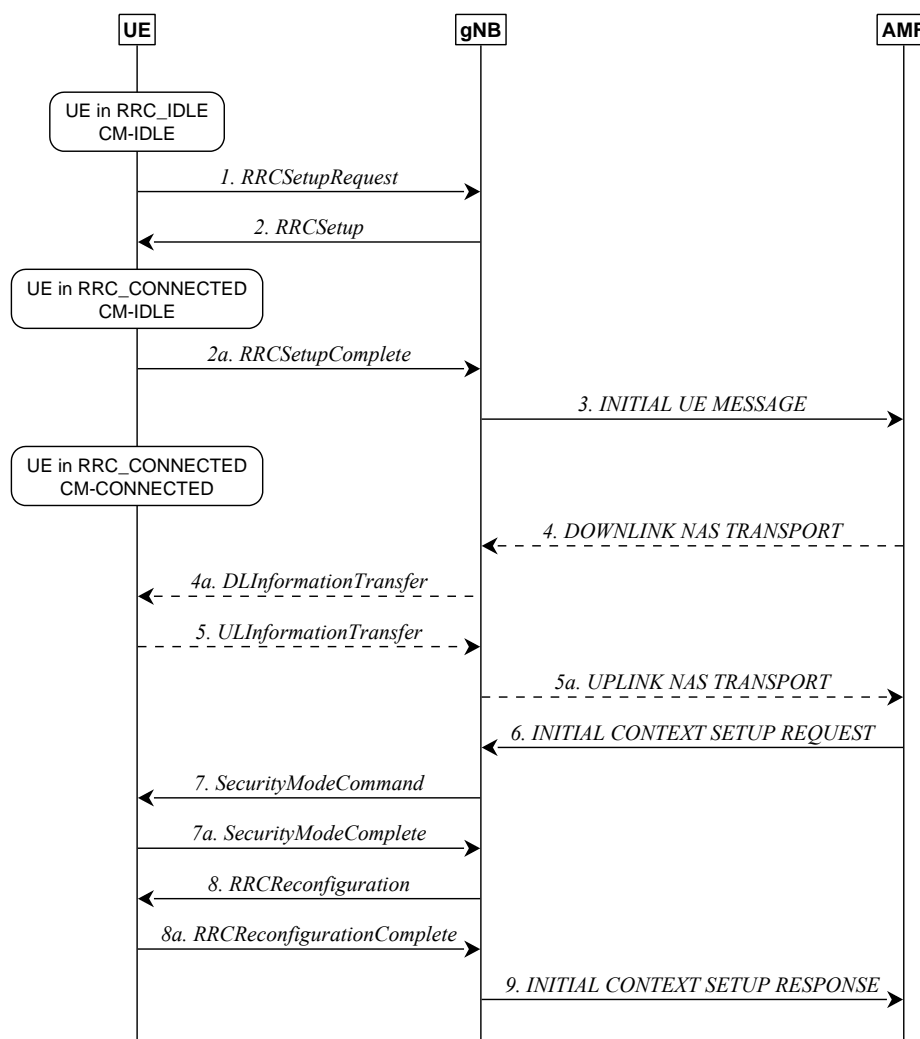 UE
gNB
AMF
UE in RRC_IDLE
CM-IDLE
1. RRCSetupRequest
2. RRCSetup
UE in RRC_CONNECTED
CM-IDLE
2a. RRCSetupComplete
3. INITIAL UE MESSAGE
UE in RRC_CONNECTED
CM-CONNECTED
4. DOWNLINK NAS TRANSPORT
4a. DLInformationTransfer
5. ULInformationTransfer
5a. UPLINK NAS TRANSPORT
6. INITIAL CONTEXT SETUP REQUEST
7. SecurityModeCommand
7a. SecurityModeComplete
8. RRCReconfiguration
8a. RRCReconfigurationComplete
9. INITIAL CONTEXT SETUP RESPONSE